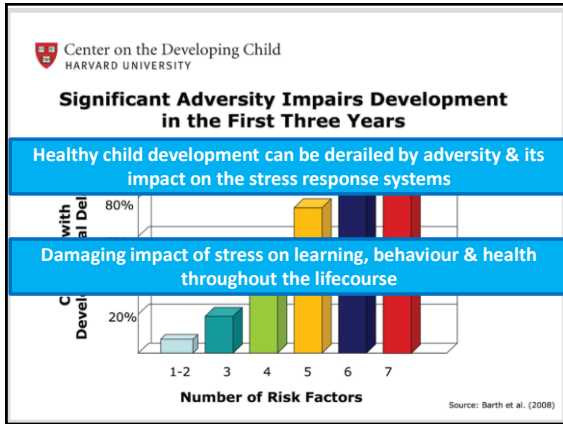 Center on the Developing Child
HARVARD UNIVERSITY
Significant Adversity Impairs Development
in the First Three Years
Healthy child development can be derailed by adversity & its
impact on the stress response systems
80%
with
Damaging impact of stress on learning, behaviour & health
throughout the lifecourse
20%
1-2 3 4 5 6 7
Number of Risk Factors
Source: Barth et al. (2008)